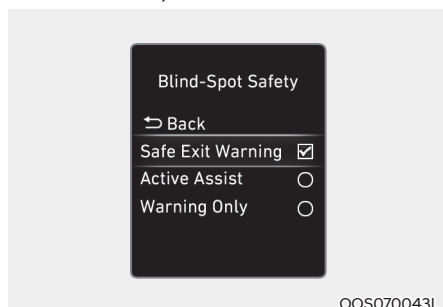 Blind-Spot Safety
Back
Safe Exit Warning
Active Assist
Warning Only
OOS070043L